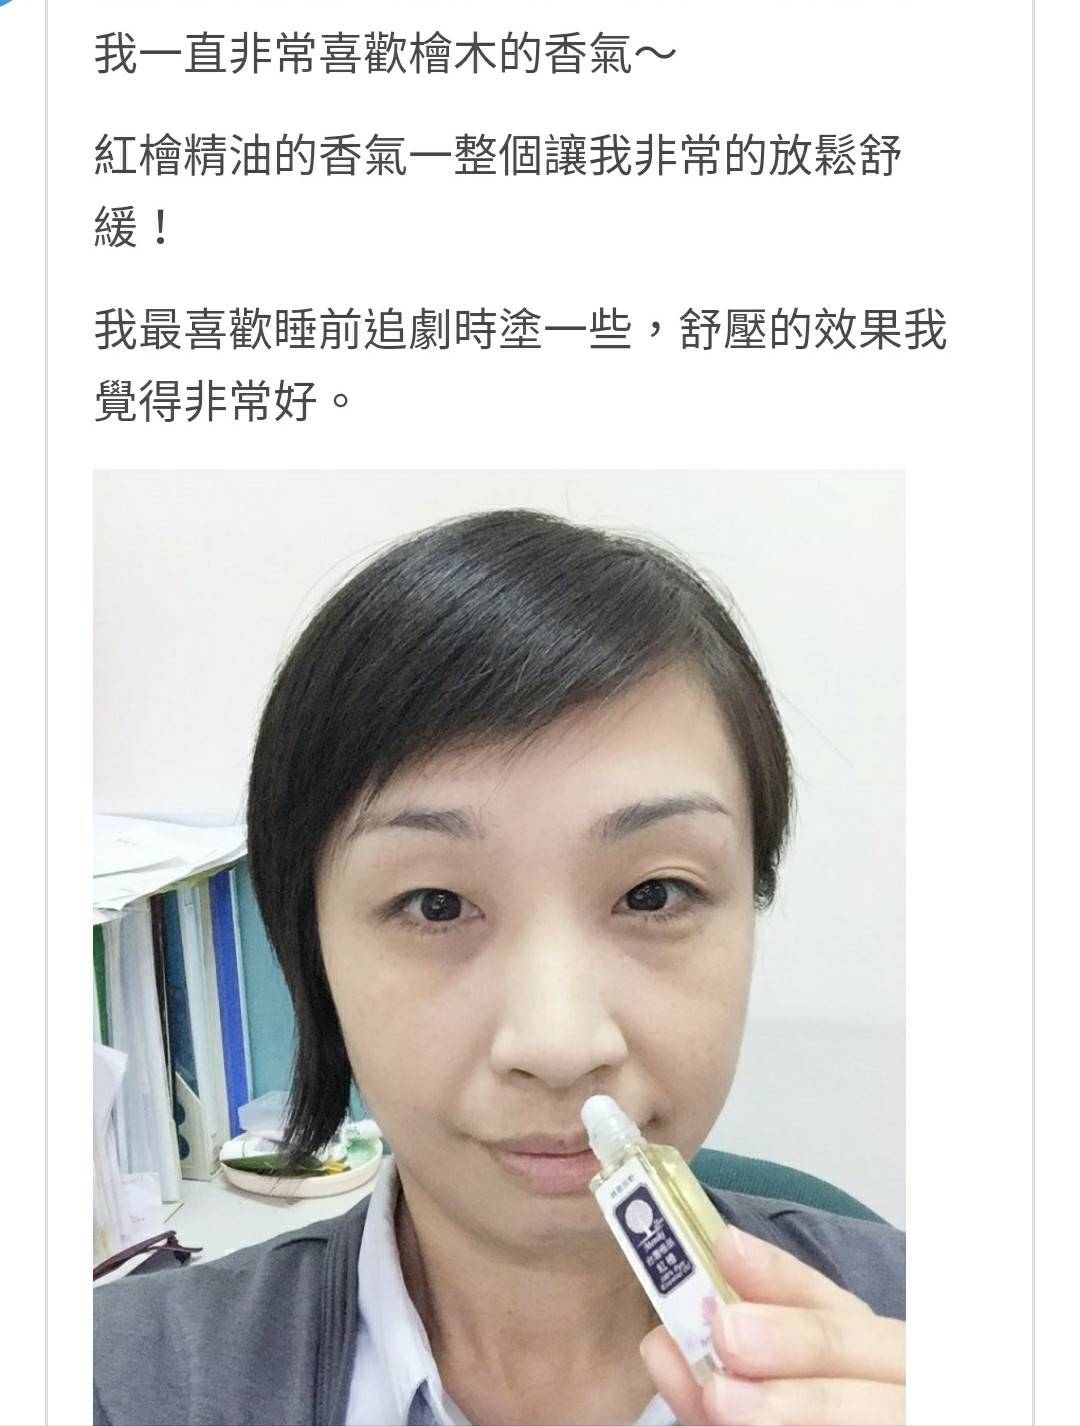 我一直非常喜歡檜木的香氣～
紅檜精油的香氣一整個讓我非常的放鬆舒
緩！
我最喜歡睡前追劇時塗一些，舒壓的效果我
覺得非常好。
紅檜